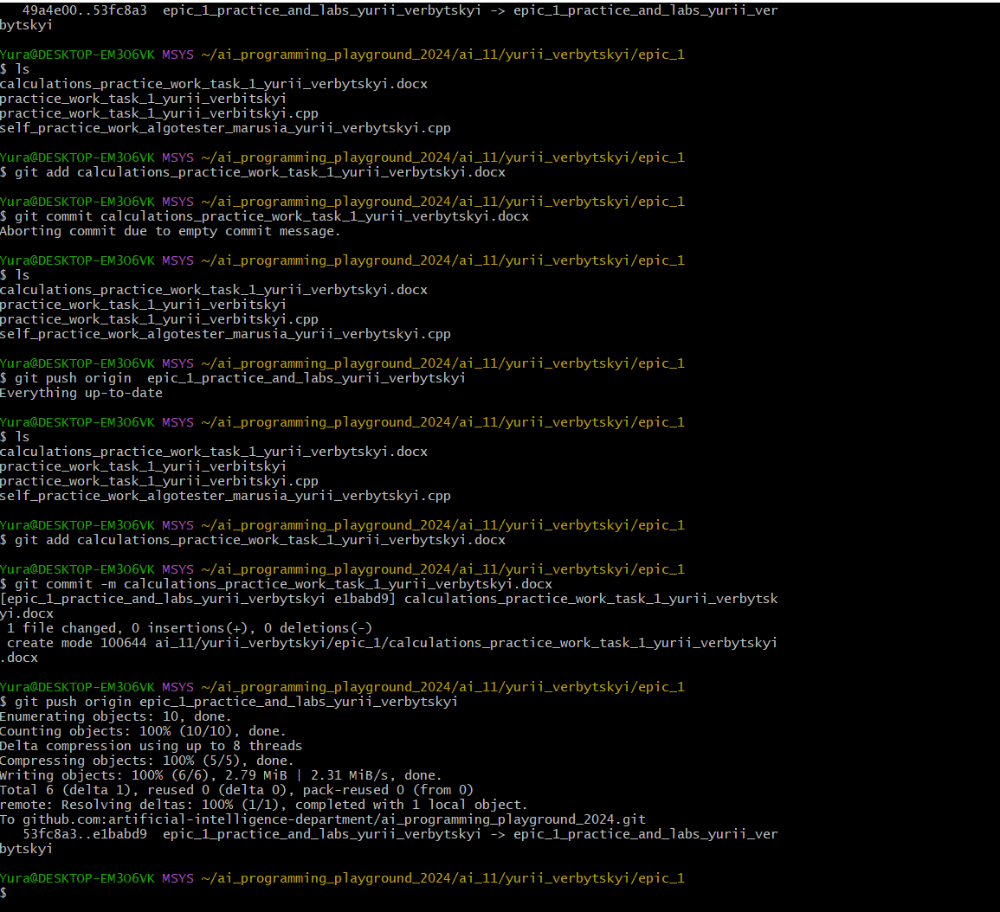 49a4e00..53fc8a3  epic_1_practice_and_labs_yurii_verbytskyi -> epic_1_practice_and_labs_yurii_ver
bytskyi
Yura@DESKTOP-EM3O6VK MSYS ~/ai_programming_playground_2024/ai_11/yurii_verbytskyi/epic_1
$ ls
calculations_practice_work_task_1_yurii_verbytskyi.docx
practice_work_task_1_yurii_verbitskyi
practice_work_task_1_yurii_verbitskyi.cpp
self_practice_work_algotester_marusia_yurii_verbytskyi.cpp
Yura@DESKTOP-EM3O6VK MSYS ~/ai_programming_playground_2024/ai_11/yurii_verbytskyi/epic_1
$ git add calculations_practice_work_task_1_yurii_verbytskyi.docx
Yura@DESKTOP-EM3O6VK MSYS ~/ai_programming_playground_2024/ai_11/yurii_verbytskyi/epic_1
$ git commit calculations_practice_work_task_1_yurii_verbytskyi.docx
Aborting commit due to empty commit message.
Yura@DESKTOP-EM3O6VK MSYS ~/ai_programming_playground_2024/ai_11/yurii_verbytskyi/epic_1
$ ls
calculations_practice_work_task_1_yurii_verbytskyi.docx
practice_work_task_1_yurii_verbitskyi
practice_work_task_1_yurii_verbitskyi.cpp
self_practice_work_algotester_marusia_yurii_verbytskyi.cpp
Yura@DESKTOP-EM3O6VK MSYS ~/ai_programming_playground_2024/ai_11/yurii_verbytskyi/epic_1
$ git push origin  epic_1_practice_and_labs_yurii_verbytskyi
Everything up-to-date
Yura@DESKTOP-EM3O6VK MSYS ~/ai_programming_playground_2024/ai_11/yurii_verbytskyi/epic_1
$ ls
calculations_practice_work_task_1_yurii_verbytskyi.docx
practice_work_task_1_yurii_verbitskyi
practice_work_task_1_yurii_verbitskyi.cpp
self_practice_work_algotester_marusia_yurii_verbytskyi.cpp
Yura@DESKTOP-EM3O6VK MSYS ~/ai_programming_playground_2024/ai_11/yurii_verbytskyi/epic_1
$ git add calculations_practice_work_task_1_yurii_verbytskyi.docx
Yura@DESKTOP-EM3O6VK MSYS ~/ai_programming_playground_2024/ai_11/yurii_verbytskyi/epic_1
$ git commit -m calculations_practice_work_task_1_yurii_verbytskyi.docx
[epic_1_practice_and_labs_yurii_verbytskyi e1babd9] calculations_practice_work_task_1_yurii_verbytsk
yi.docx
1 file changed, 0 insertions(+), 0 deletions(-)
create mode 100644 ai_11/yurii_verbytskyi/epic_1/calculations_practice_work_task_1_yurii_verbytskyi
.docx
Yura@DESKTOP-EM3O6VK MSYS ~/ai_programming_playground_2024/ai_11/yurii_verbytskyi/epic_1
$ git push origin epic_1_practice_and_labs_yurii_verbytskyi
Enumerating objects: 10, done.
Counting objects: 100% (10/10), done.
Delta compression using up to 8 threads
Compressing objects: 100% (5/5), done.
Writing objects: 100% (6/6), 2.79 MiB | 2.31 MiB/s, done.
Total 6 (delta 1), reused 0 (delta 0), pack-reused 0 (from 0)
remote: Resolving deltas: 100% (1/1), completed with 1 local object.
To github.com:artificial-intelligence-department/ai_programming_playground_2024.git
53fc8a3..e1babd9  epic_1_practice_and_labs_yurii_verbytskyi -> epic_1_practice_and_labs_yurii_ver
bytskyi
Yura@DESKTOP-EM3O6VK MSYS ~/ai_programming_playground_2024/ai_11/yurii_verbytskyi/epic_1
$